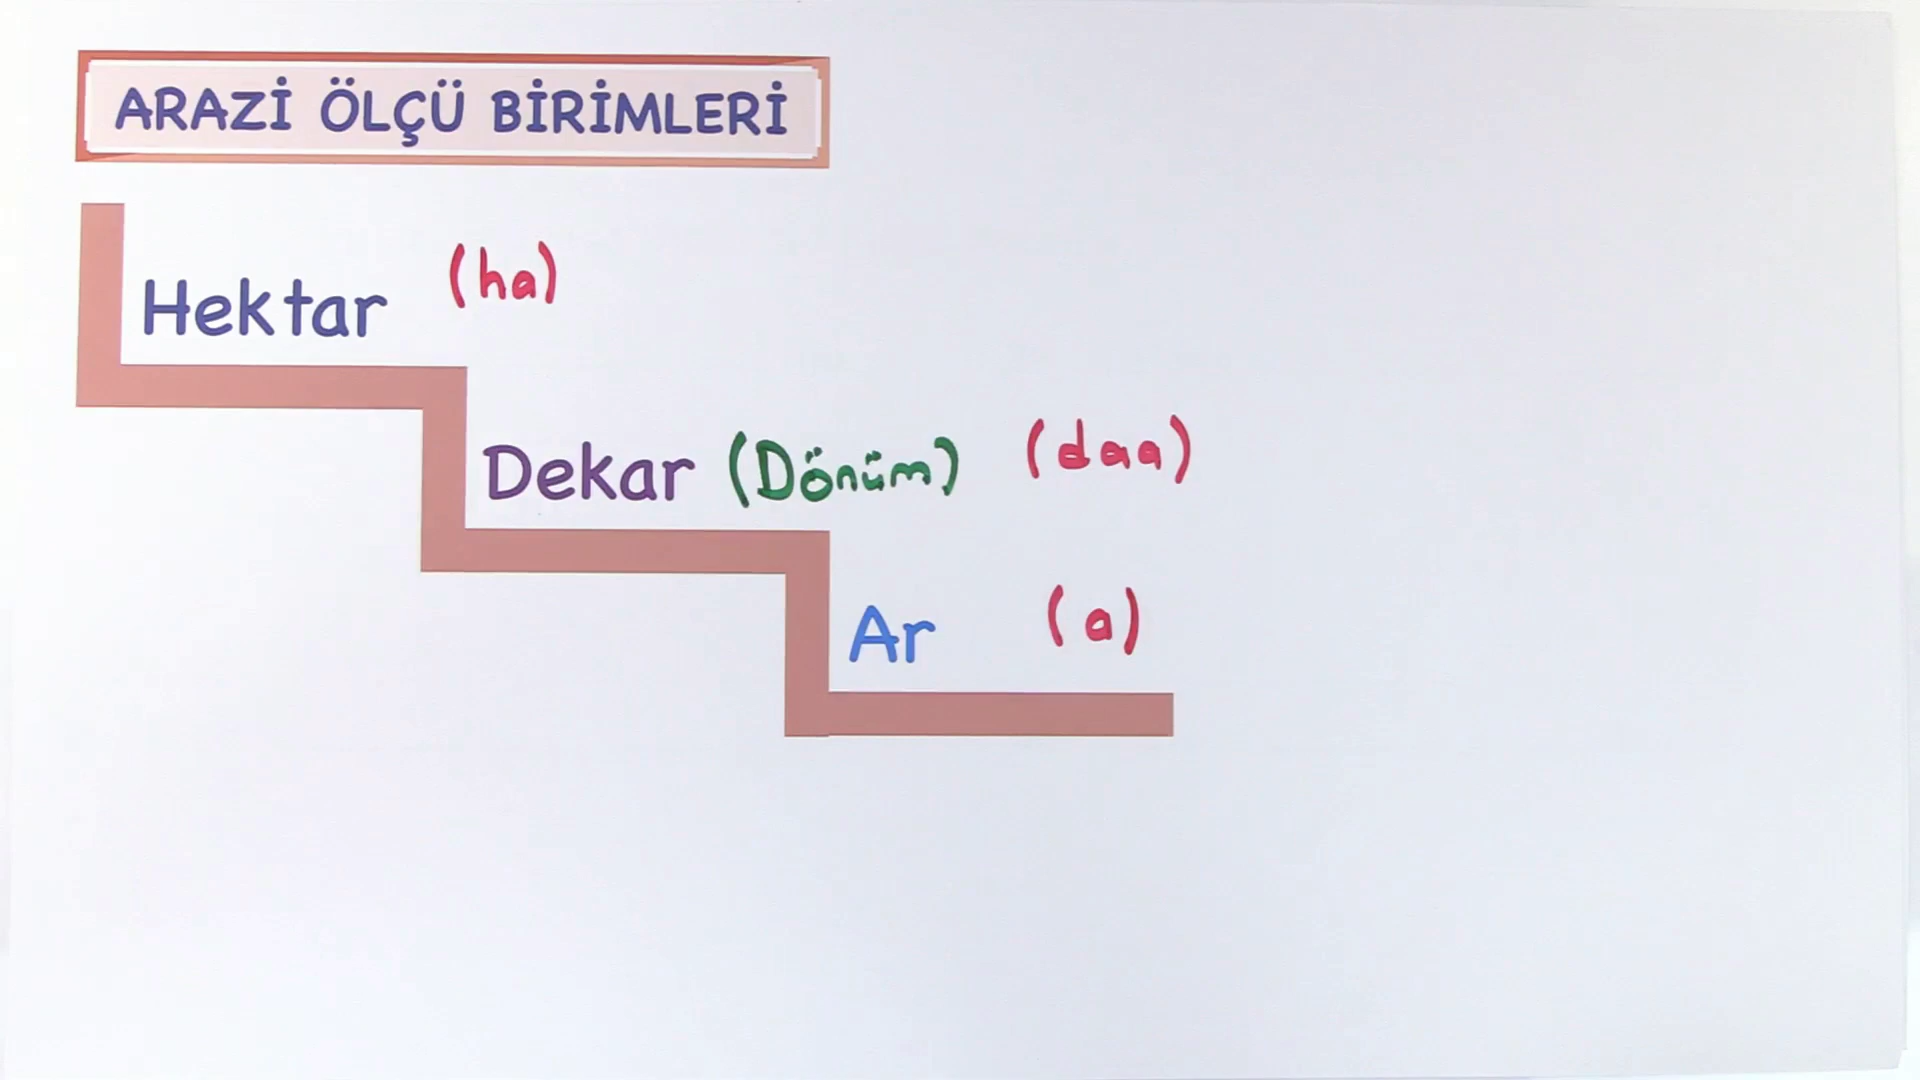 ARAZİ ÖLÇÜ BİRİMLERİ
Hektar (ha)
Dekar (Dönüm) (daa)
Ar (a)